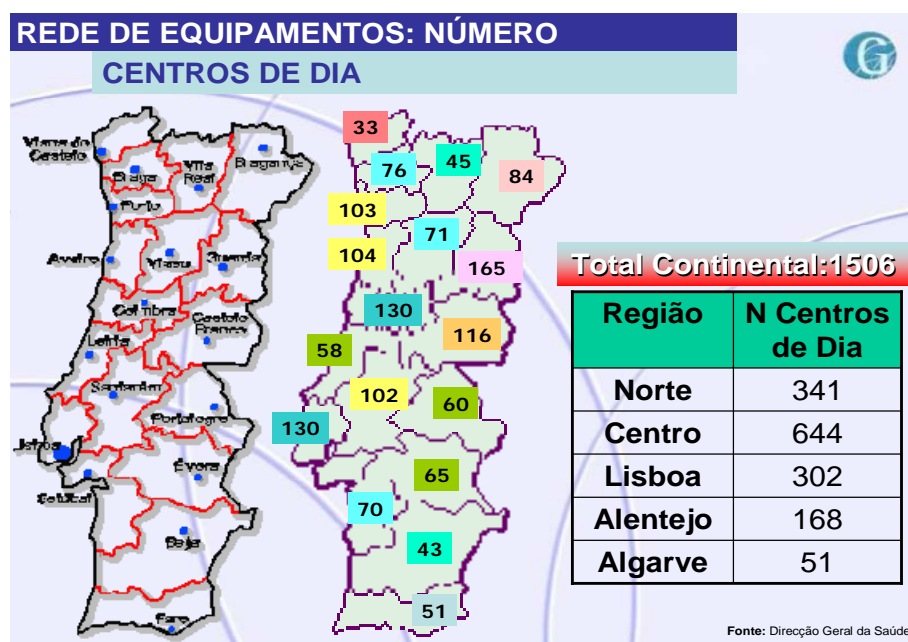 REDE DE EQUIPAMENTOS: NÚMERO
CENTROS DE DIA
Viana do
Castelo
Braga
Vila
Real
Bragança
Porto
Aveiro
Viseu
Guarda
Coimbra
Castelo
Branco
Leiria
Santarém
Portalegre
Lisboa
Évora
Setúbal
Beja
Faro
33
76
45
84
103
71
104
165
130
116
58
102
60
130
65
70
43
51
Total Continental:1506
Região N Centros
de Dia
Norte 341
Centro 644
Lisboa 302
Alentejo 168
Algarve 51
Fonte: Direcção Geral da Saúde